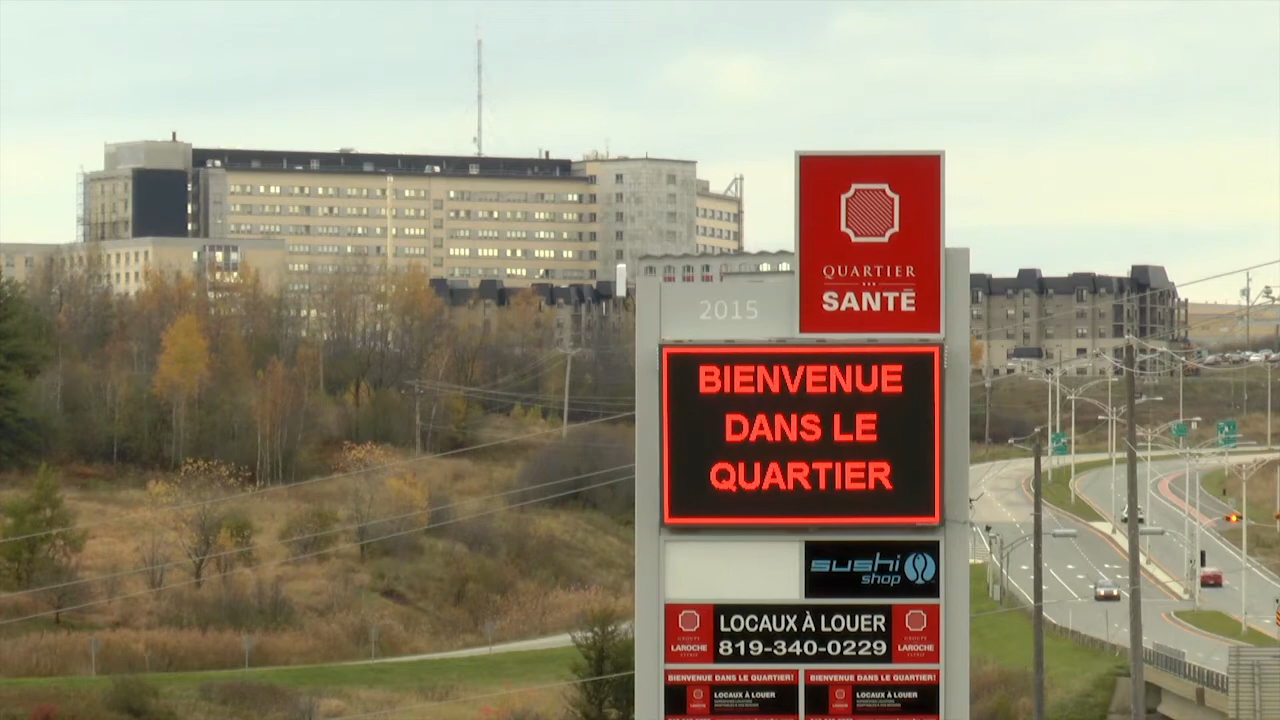 2015
QUARTIER
SANTÉ
BIENVENUE
DANS LE
QUARTIER
sushi
shop
LOCAUX À LOUER
819-340-0229
GROUPE
LAROCHE
GROUPE
LAROCHE
BIENVENUE DANS LE QUARTIER!
LOCAUX À LOUER
BIENVENUE DANS LE QUARTIER!
LOCAUX À LOUER